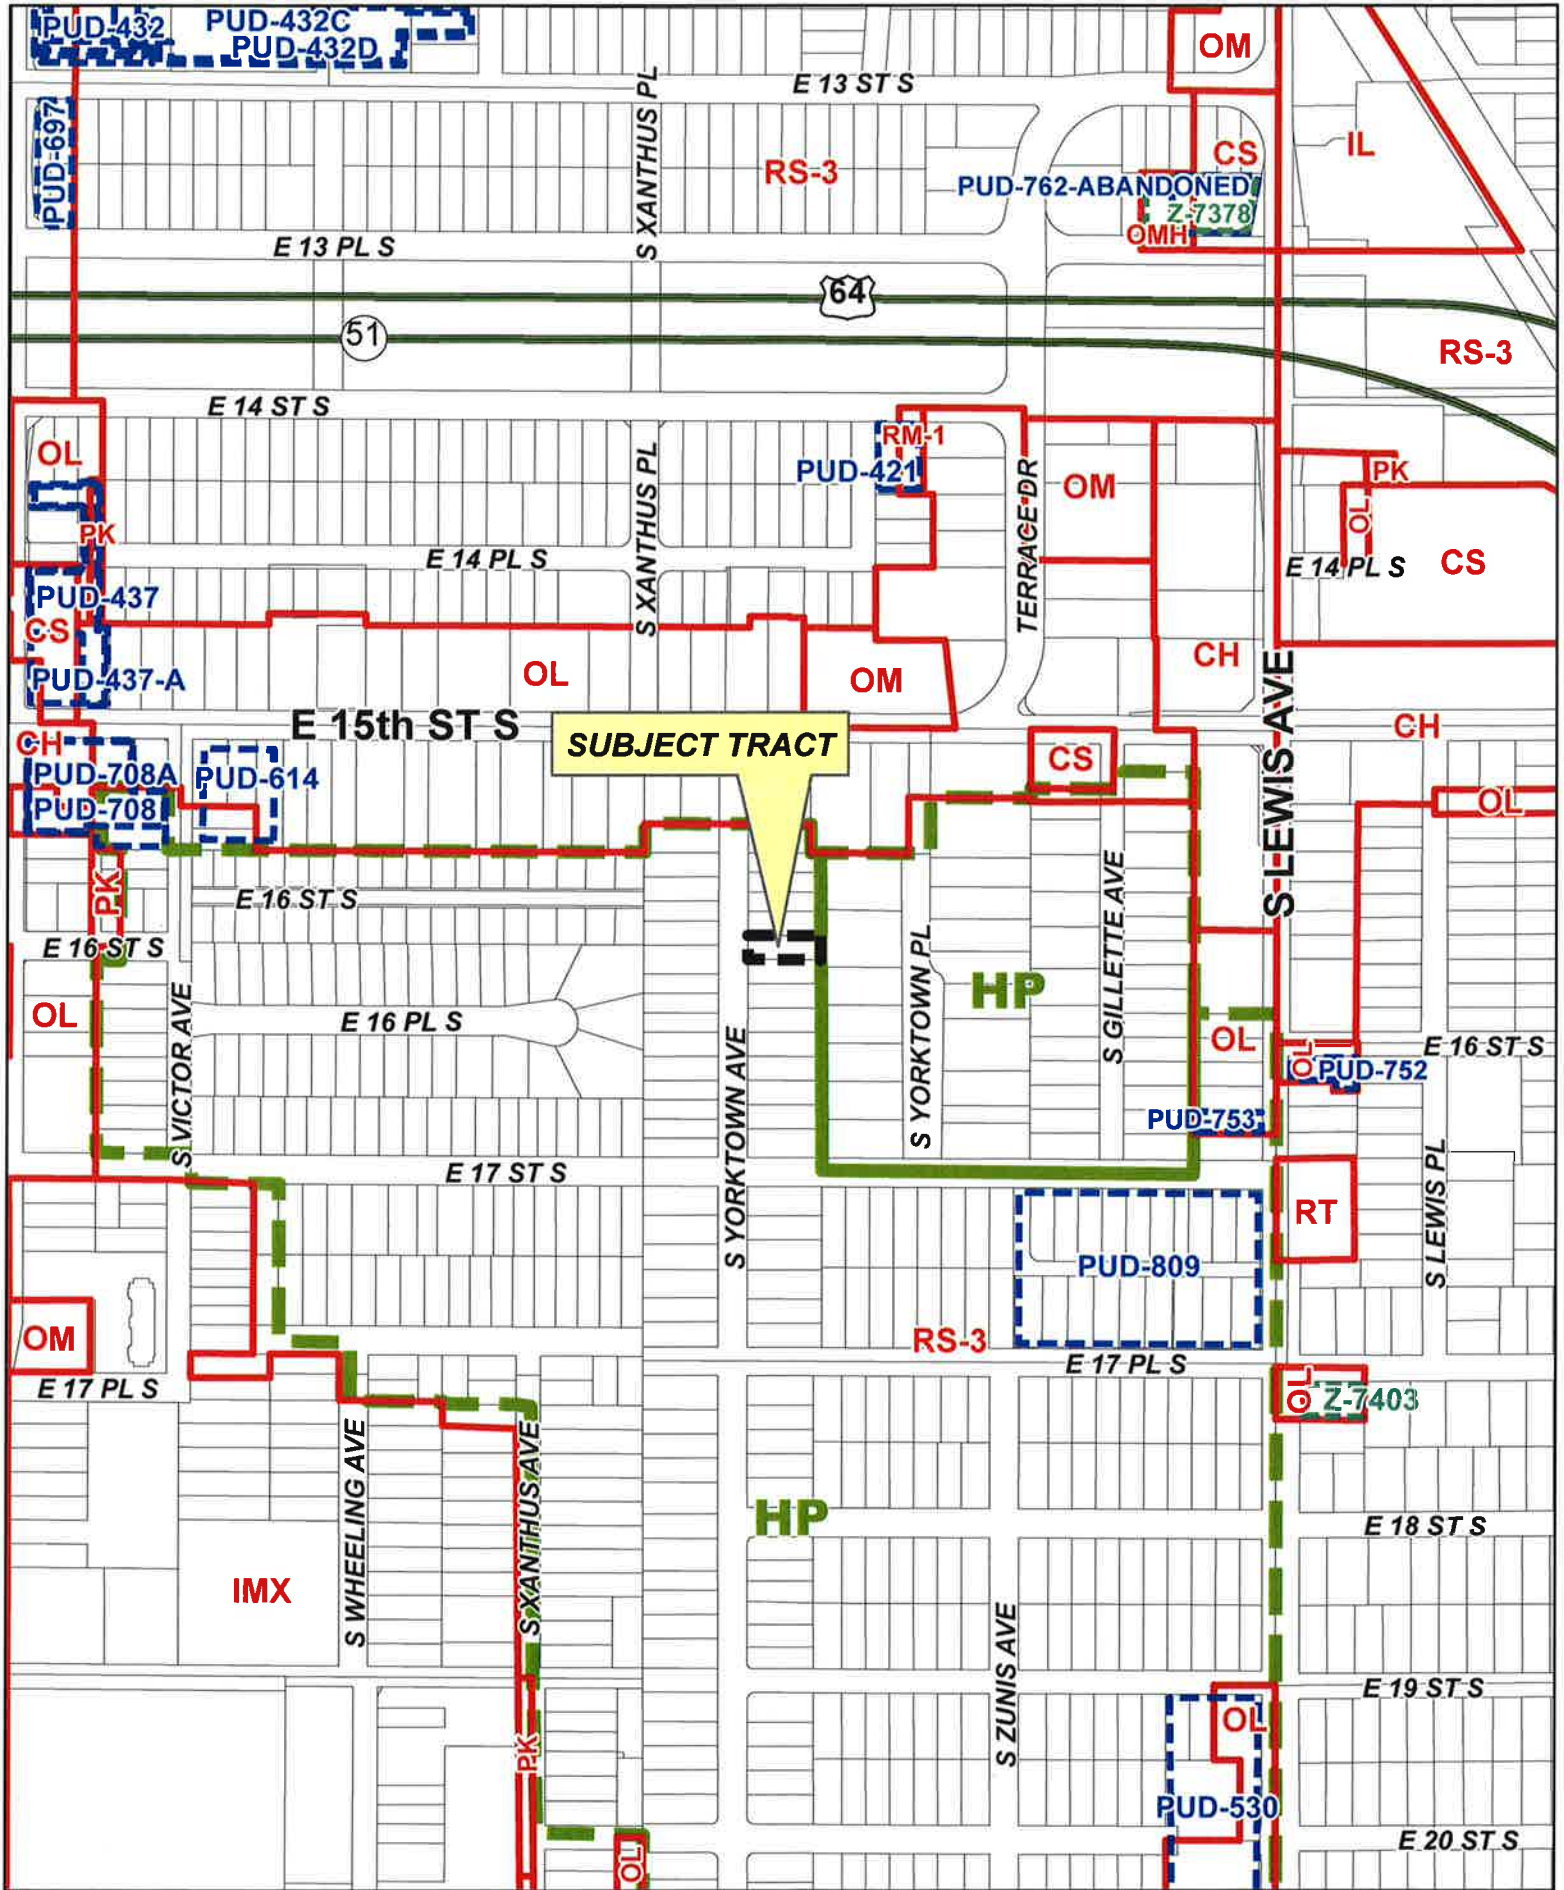 PUD-432
PUD-432C
PUD-432D
OM
E 13 ST S
S XANTHUS PL
PUD-697
RS-3
CS
IL
PUD-762-ABANDONED
Z-7378
OMH
E 13 PL S
64
51
RS-3
E 14 ST S
OL
RM-1
PUD-421
S XANTHUS PL
TERRACE DR
OM
PK
OL
CS
PK
E 14 PL S
E 14 PL S
PUD-437
CS
PUD-437-A
OL
OM
CH
S LEWIS AVE
E 15th ST S
CH
SUBJECT TRACT
CS
CH
PUD-708A
PUD-614
PUD-708
OL
PK
E 16 ST S
S GILLETTE AVE
E 16 ST S
S YORKTOWN PL
HP
OL
S VICTOR AVE
E 16 PL S
S YORKTOWN AVE
OL
E 16 ST S
OL
PUD-752
PUD-753
E 17 ST S
RT
S LEWIS PL
PUD-809
OM
RS-3
E 17 PL S
E 17 PL S
OL
Z-7403
S WHEELING AVE
S XANTHUS AVE
HP
E 18 ST S
IMX
S ZUNIS AVE
E 19 ST S
OL
PK
PUD-530
E 20 ST S
OL